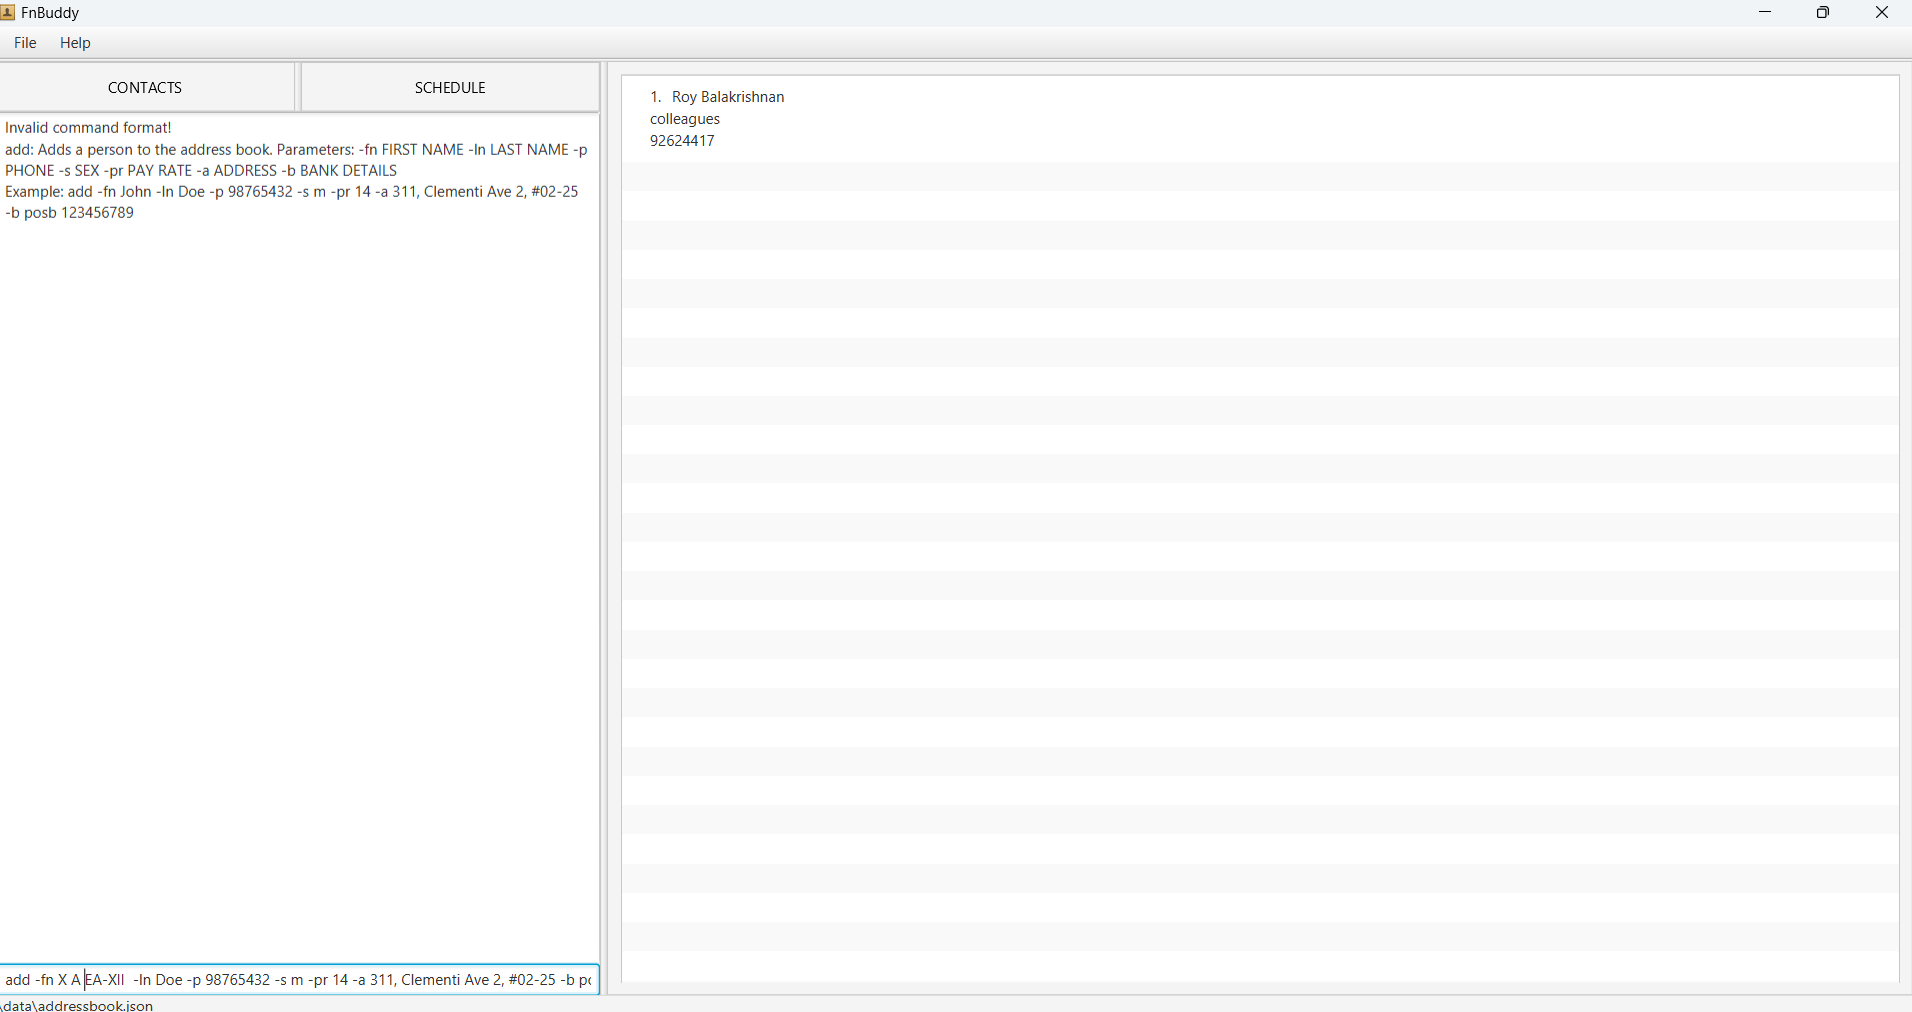 FnBuddy
File Help
CONTACTS SCHEDULE
Invalid command format!
add: Adds a person to the address book. Parameters: -fn FIRST NAME -ln LAST NAME -p
PHONE -s SEX -pr PAY RATE -a ADDRESS -b BANK DETAILS
Example: add -fn John -ln Doe -p 98765432 -s m -pr 14 -a 311, Clementi Ave 2, #02-25
-b posb 123456789
1. Roy Balakrishnan
colleagues
92624417
add -fn X A EA-XII -ln Doe -p 98765432 -s m -pr 14 -a 311, Clementi Ave 2, #02-25 -b p
\data\addressbook.json